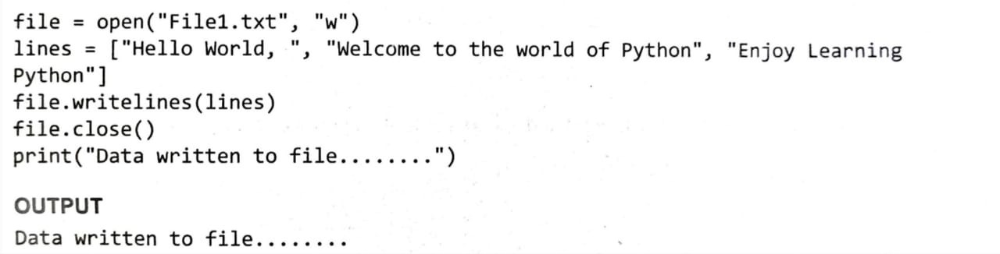 file = open("File1.txt", "w")
lines = ["Hello World, ", "Welcome to the world of Python", "Enjoy Learning
Python"]
file.writelines(lines)
file.close()
print("Data written to file........")
OUTPUT
Data written to file........